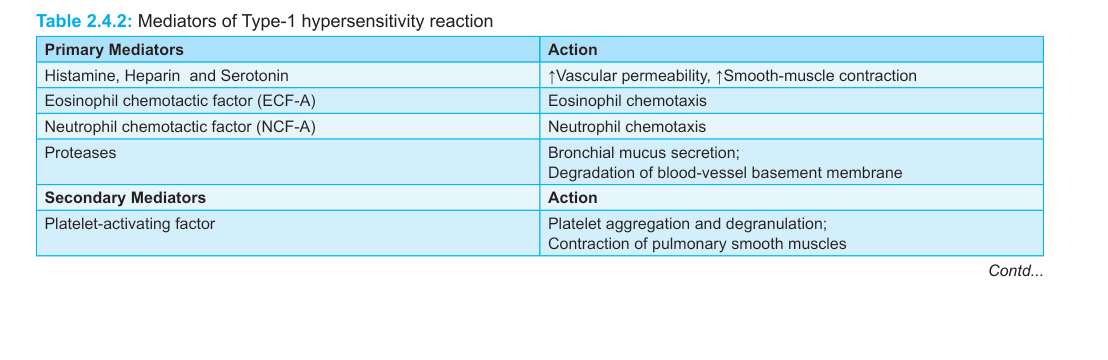 Table 2.4.2: Mediators of Type-1 hypersensitivity reaction
Primary Mediators Action
Histamine, Heparin and Serotonin ↑Vascular permeability, ↑Smooth-muscle contraction
Eosinophil chemotactic factor (ECF-A) Eosinophil chemotaxis
Neutrophil chemotactic factor (NCF-A) Neutrophil chemotaxis
Proteases Bronchial mucus secretion;
Degradation of blood-vessel basement membrane
Secondary Mediators Action
Platelet-activating factor Platelet aggregation and degranulation;
Contraction of pulmonary smooth muscles
Contd...